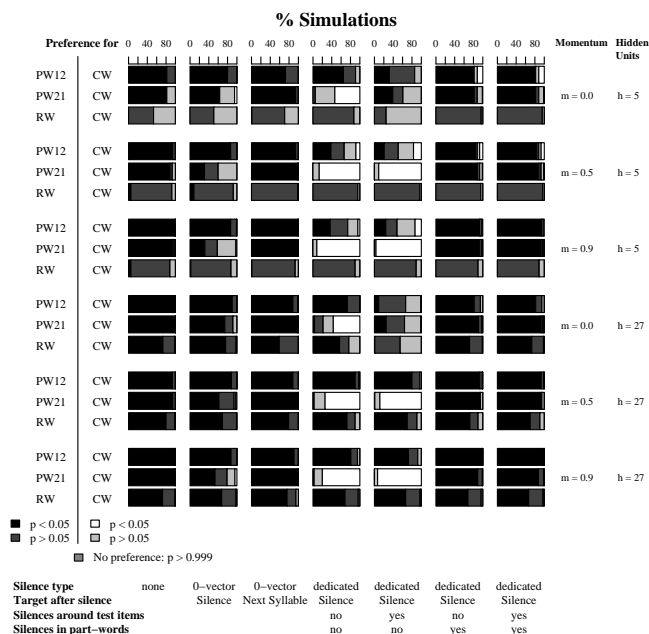 % Simulations
Preference for 0 40 80 0 40 80 0 40 80 0 40 80 0 40 80 0 40 80 0 40 80 Momentum Hidden Units
PW12 CW
PW21 CW m = 0.0 h = 5
RW CW
PW12 CW
PW21 CW m = 0.5 h = 5
RW CW
PW12 CW
PW21 CW m = 0.9 h = 5
RW CW
PW12 CW
PW21 CW m = 0.0 h = 27
RW CW
PW12 CW
PW21 CW m = 0.5 h = 27
RW CW
PW12 CW
PW21 CW m = 0.9 h = 27
RW CW
p < 0.05 p < 0.05
p > 0.05 p > 0.05
No preference: p > 0.999
Silence type none 0−vector 0−vector dedicated dedicated dedicated dedicated
Target after silence Silence Next Syllable Silence Silence Silence Silence
Silences around test items no yes no yes
Silences in part−words no no yes yes